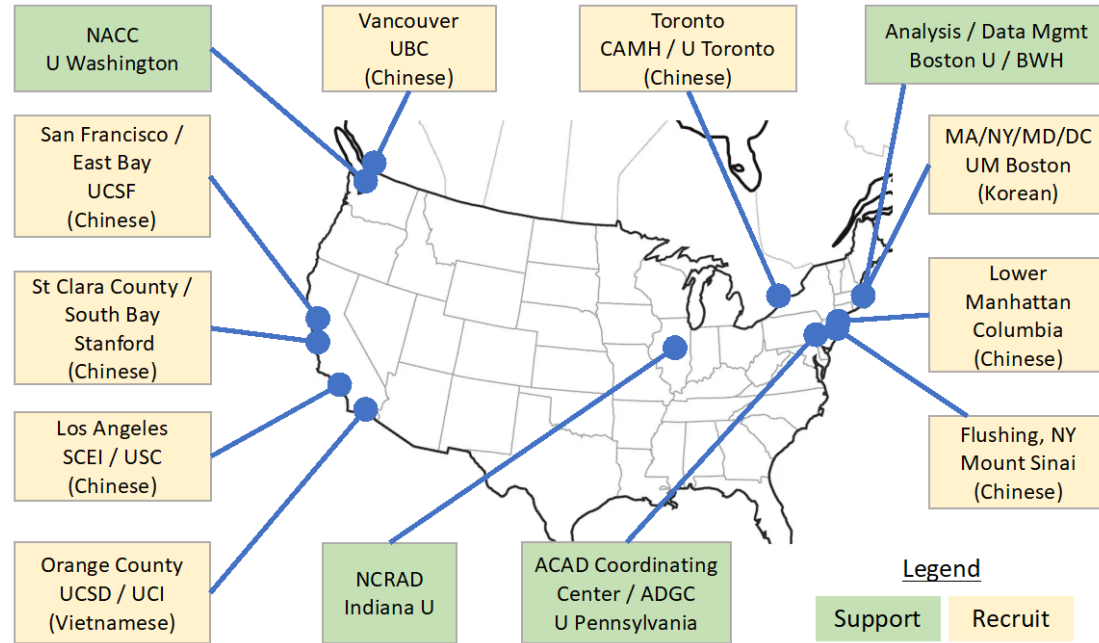 NACC
U Washington
Vancouver
UBC
(Chinese)
Toronto
CAMH / U Toronto
(Chinese)
Analysis / Data Mgmt
Boston U / BWH
San Francisco /
East Bay
UCSF
(Chinese)
MA/NY/MD/DC
UM Boston
(Korean)
St Clara County /
South Bay
Stanford
(Chinese)
Lower
Manhattan
Columbia
(Chinese)
Los Angeles
SCEI / USC
(Chinese)
Flushing, NY
Mount Sinai
(Chinese)
Orange County
UCSD / UCI
(Vietnamese)
NCRAD
Indiana U
ACAD Coordinating
Center / ADGC
U Pennsylvania
Legend
Support
Recruit